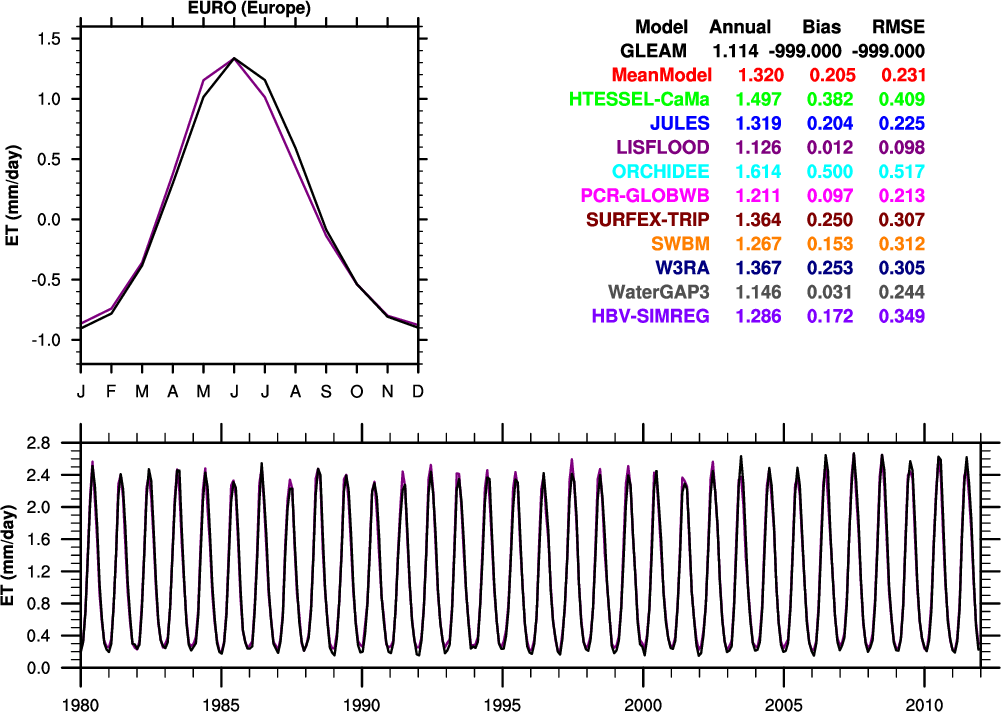 EURO (Europe)
1.5
1.0
0.5
0.0
-0.5
-1.0
ET (mm/day)
J F M A M J J A S O N D
Model Annual Bias RMSE
GLEAM 1.114 -999.000 -999.000
MeanModel 1.320 0.205 0.231
HTESSEL-CaMa 1.497 0.382 0.409
JULES 1.319 0.204 0.225
LISFLOOD 1.126 0.012 0.098
ORCHIDEE 1.614 0.500 0.517
PCR-GLOBWB 1.211 0.097 0.213
SURFEX-TRIP 1.364 0.250 0.307
SWBM 1.267 0.153 0.312
W3RA 1.367 0.253 0.305
WaterGAP3 1.146 0.031 0.244
HBV-SIMREG 1.286 0.172 0.349
2.8
2.4
2.0
1.6
1.2
0.8
0.4
0.0
ET (mm/day)
1980 1985 1990 1995 2000 2005 2010